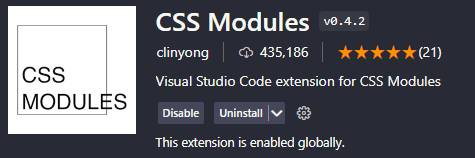 CSS
MODULES
CSS Modules v0.4.2
clinyong 435,186 (21)
Visual Studio Code extension for CSS Modules
Disable Uninstall
This extension is enabled globally.